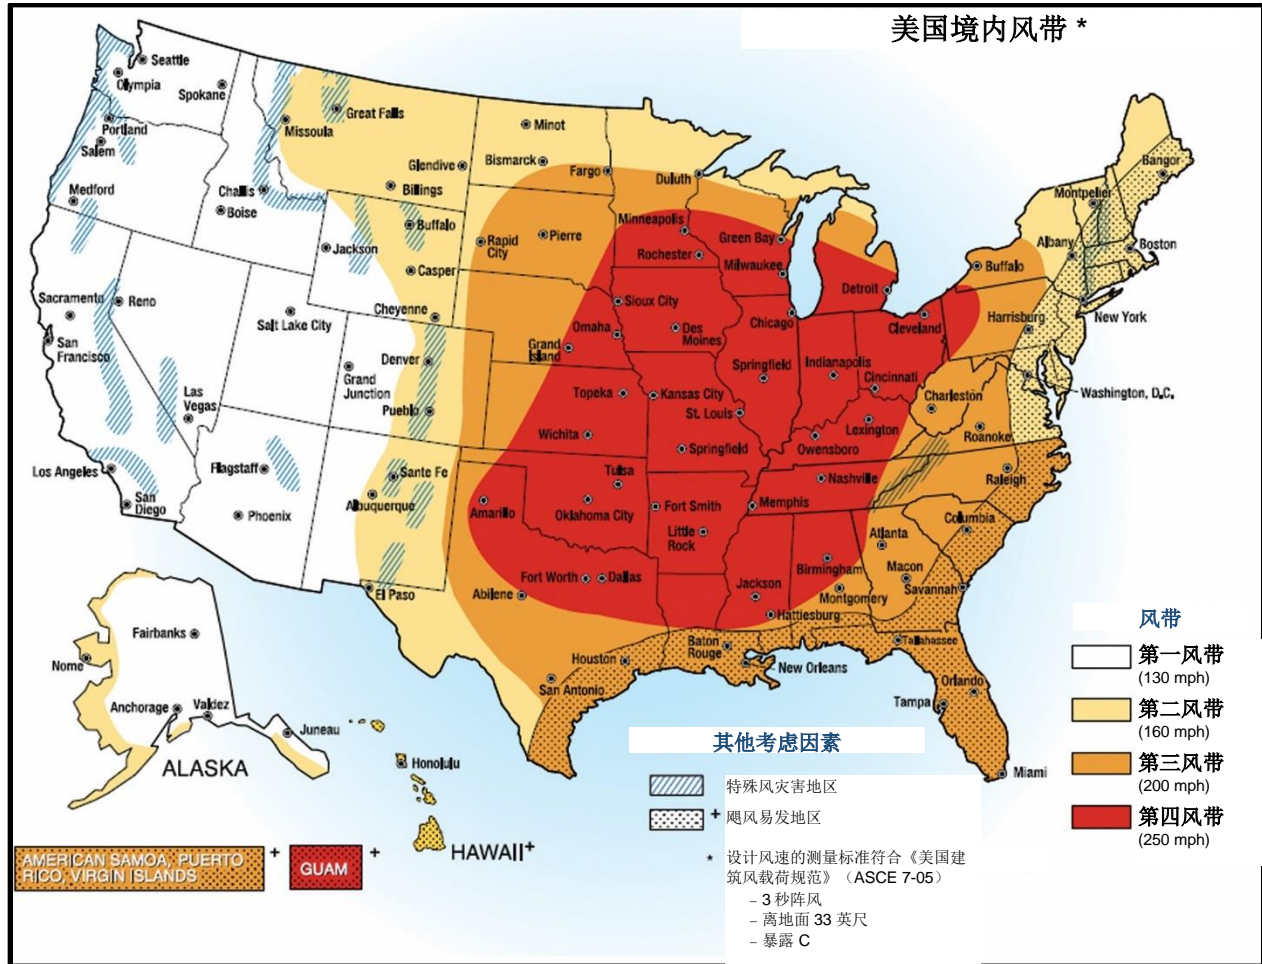 美国境内风带 *
Seattle
Olympia
Spokane
Portland
Salem
Medford
Missoula
Great Falls
Challis
Boise
Glendive
Billings
Minot
Bismarck
Fargo
Duluth
Jackson
Buffalo
Casper
Cheyenne
Rapid
City
Pierre
Minneapolis
Rochester
Green Bay
Milwaukee
Bangor
Montpelier
Albany
Boston
Buffalo
Detroit
Cleveland
Harrisburg
New York
Washington, D.C.
Sacramento
Reno
San
Francisco
Salt Lake City
Las
Vegas
Grand
Junction
Denver
Pueblo
Sioux City
Omaha
Des
Moines
Grand
Island
Chicago
Springfield
Indianapolis
Cincinnati
Topeka
Kansas City
St. Louis
Charleston
Roanoke
Lexington
Owensboro
Wichita
Springfield
Raleigh
Los Angeles
San
Diego
Flagstaff
Phoenix
Sante Fe
Albuquerque
El Paso
Amarillo
Tulsa
Oklahoma City
Fort Smith
Little
Rock
Memphis
Nashville
Columbia
Atlanta
Macon
Savannah
Birmingham
Montgomery
Jackson
Hattiesburg
Fort Worth
Dallas
Abilene
Houston
San Antonio
Baton
Rouge
New Orleans
Tallahassee
Orlando
Tampa
Miami
Fairbanks
Nome
Anchorage
Valdez
Juneau
ALASKA
Honolulu
HAWAII+
AMERICAN SAMOA, PUERTO
RICO, VIRGIN ISLANDS
+
GUAM
+
风带
第一风带
(130 mph)
第二风带
(160 mph)
第三风带
(200 mph)
第四风带
(250 mph)
其他考虑因素
特殊风灾害地区
+ 飓风易发地区
* 设计风速的测量标准符合《美国建
筑风载荷规范》（ASCE 7-05）
– 3 秒阵风
– 离地面 33 英尺
– 暴露 C